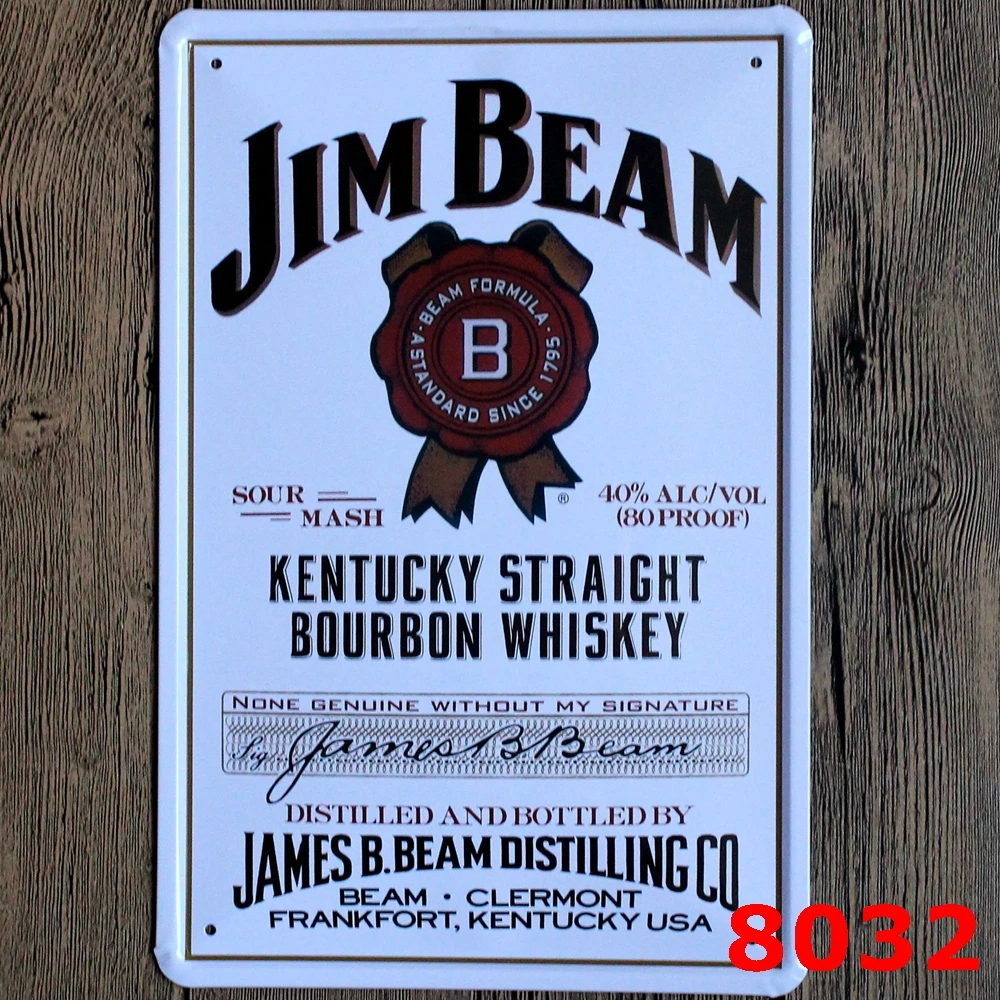 JIM BEAM
· BEAM FORMULA ·
A STANDARD SINCE 1795
B
SOUR
MASH
®
40% ALC/VOL
(80 PROOF)
KENTUCKY STRAIGHT
BOURBON WHISKEY
NONE GENUINE WITHOUT MY SIGNATURE
Sig. James B Beam
DISTILLED AND BOTTLED BY
JAMES B. BEAM DISTILLING CO
BEAM · CLERMONT
FRANKFORT, KENTUCKY USA
8032